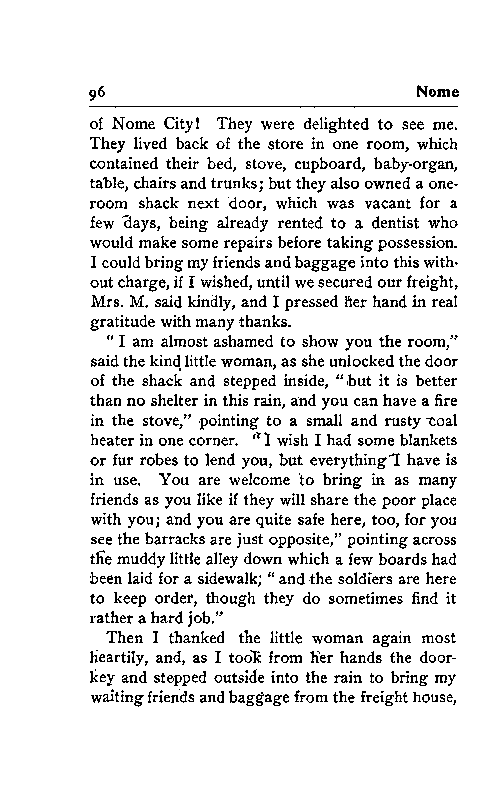 96 Nome
of Nome City! They were delighted to see me.
They lived back of the store in one room, which
contained their bed, stove, cupboard, baby-organ,
table, chairs and trunks; but they also owned a one-
room shack next door, which was vacant for a
few days, being already rented to a dentist who
would make some repairs before taking possession.
I could bring my friends and baggage into this with-
out charge, if I wished, until we secured our freight,
Mrs. M. said kindly, and I pressed her hand in real
gratitude with many thanks.
" I am almost ashamed to show you the room,"
said the kind little woman, as she unlocked the door
of the shack and stepped inside, " but it is better
than no shelter in this rain, and you can have a fire
in the stove," pointing to a small and rusty coal
heater in one corner. " I wish I had some blankets
or fur robes to lend you, but everything I have is
in use. You are welcome to bring in as many
friends as you like if they will share the poor place
with you; and you are quite safe here, too, for you
see the barracks are just opposite," pointing across
the muddy little alley down which a few boards had
been laid for a sidewalk; " and the soldiers are here
to keep order, though they do sometimes find it
rather a hard job."
Then I thanked the little woman again most
heartily, and, as I took from her hands the door-
key and stepped outside into the rain to bring my
waiting friends and baggage from the freight house,